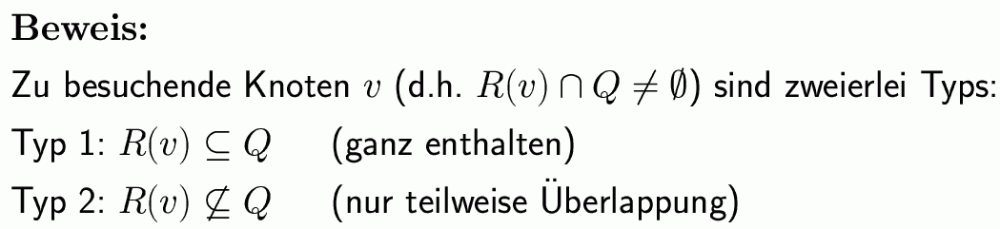 Beweis:
Zu besuchende Knoten v (d.h. R(v) ∩ Q ≠ ∅) sind zweierlei Typs:
Typ 1: R(v) ⊆ Q (ganz enthalten)
Typ 2: R(v) ⊈ Q (nur teilweise Überlappung)